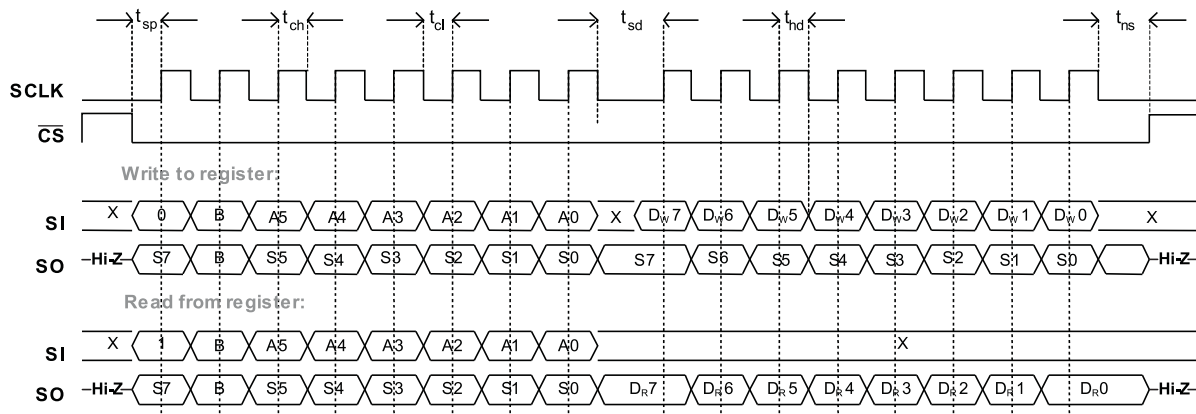 tsp tch tcl tsd thd tns
SCLK
CS
Write to register:
SI X 0 B A5 A4 A3 A2 A1 A0 X DW7 DW6 DW5 DW4 DW3 DW2 DW1 DW0 X
SO Hi-Z S7 B S5 S4 S3 S2 S1 S0 S7 S6 S5 S4 S3 S2 S1 S0 Hi-Z
Read from register:
SI X 1 B A5 A4 A3 A2 A1 A0 X
SO Hi-Z S7 B S5 S4 S3 S2 S1 S0 DR7 DR6 DR5 DR4 DR3 DR2 DR1 DR0 Hi-Z